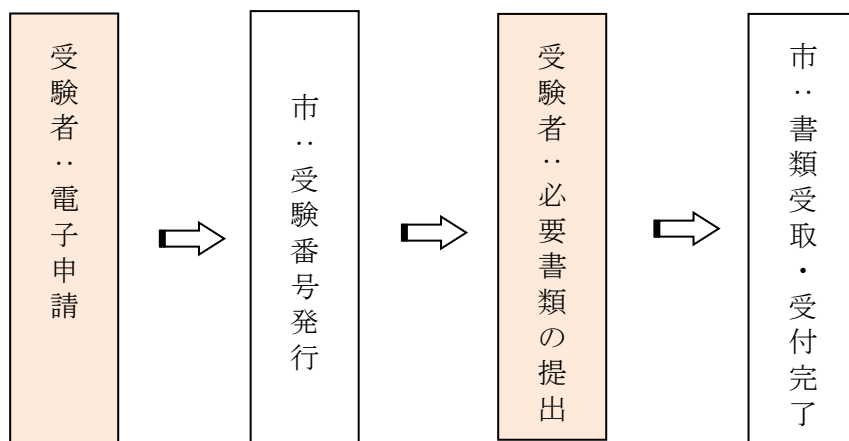 受験者：電子申請
市：受験番号発行
受験者：必要書類の提出
市：書類受取・受付完了